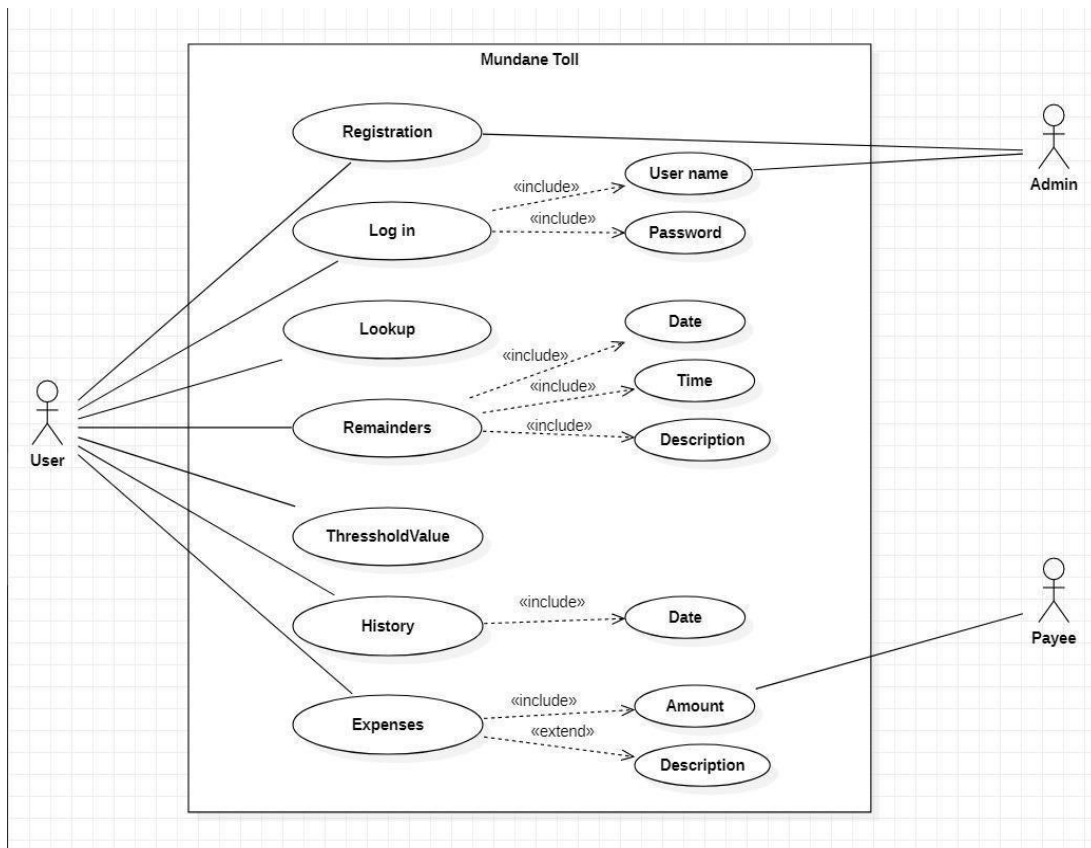 Mundane Toll
Registration
User name
Admin
«include»
Log in
«include»
Password
Lookup
Date
«include»
Time
«include»
Remainders
«include»
Description
User
ThressholdValue
«include»
History
Date
Payee
«include»
Amount
Expenses
«extend»
Description